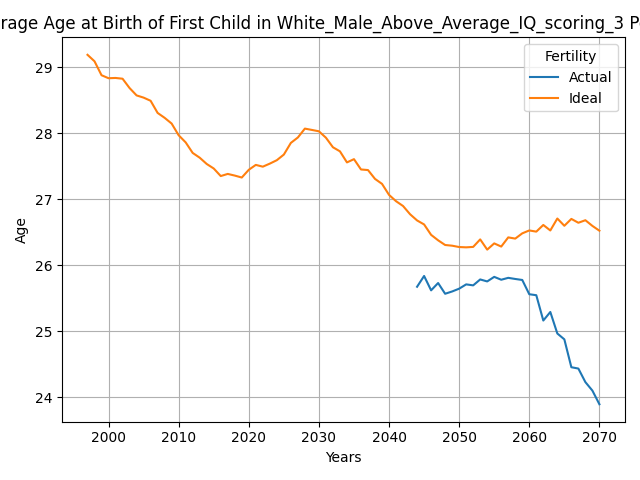 rage Age at Birth of First Child in White_Male_Above_Average_IQ_scoring_3 P
Fertility
Actual
Ideal
Age
29
28
27
26
25
24
2000 2010 2020 2030 2040 2050 2060 2070
Years